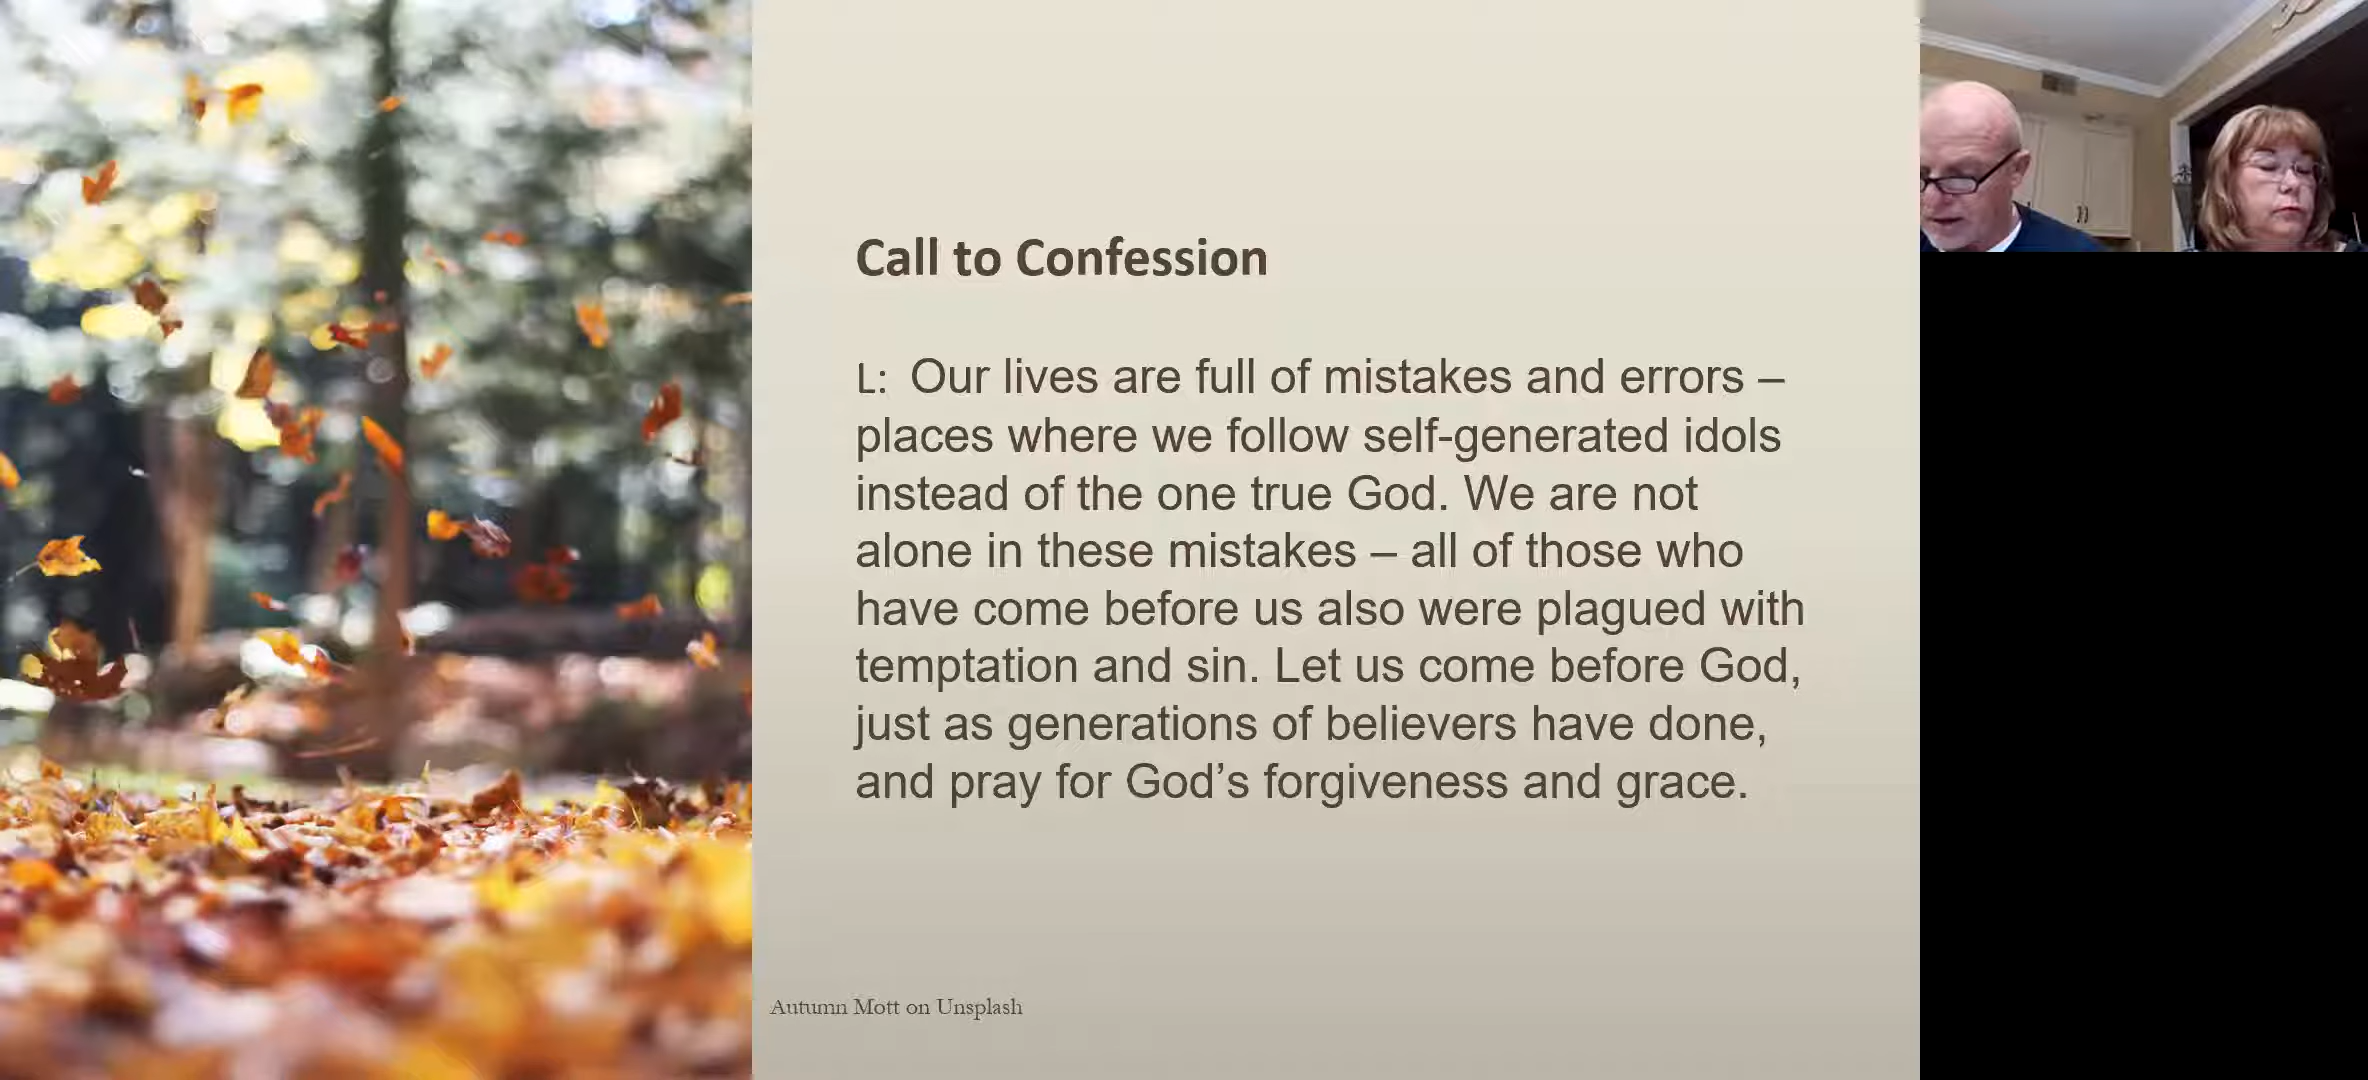 Call to Confession
L: Our lives are full of mistakes and errors –
places where we follow self-generated idols
instead of the one true God. We are not
alone in these mistakes – all of those who
have come before us also were plagued with
temptation and sin. Let us come before God,
just as generations of believers have done,
and pray for God’s forgiveness and grace.
Autumn Mott on Unsplash